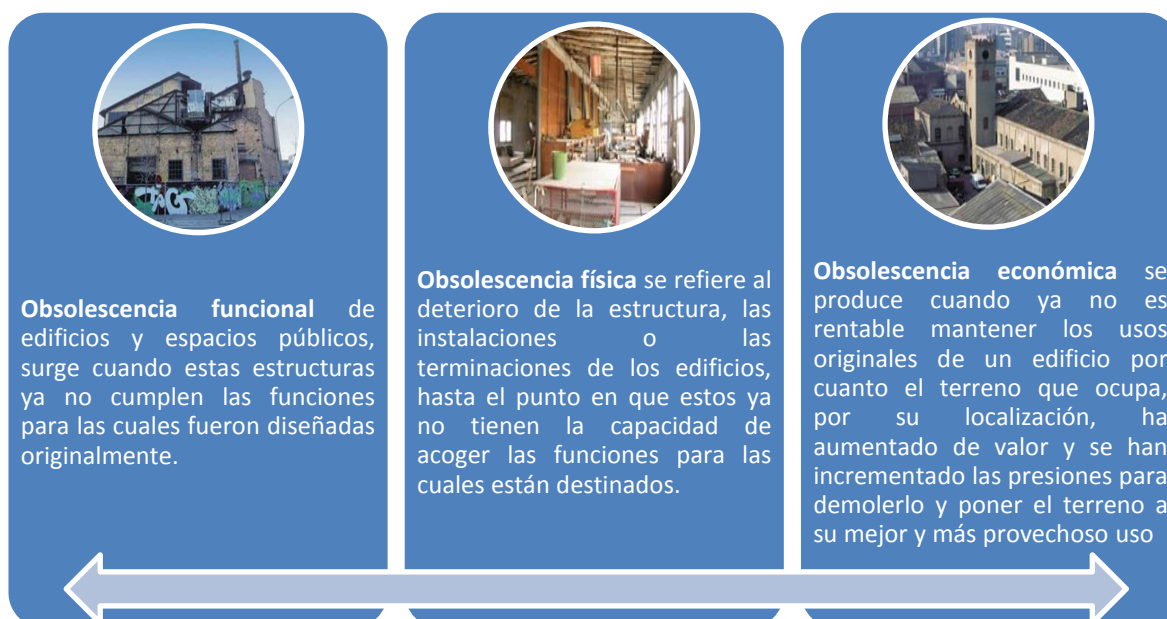 Obsolescencia funcional de
edificios y espacios públicos,
surge cuando estas estructuras
ya no cumplen las funciones
para las cuales fueron diseñadas
originalmente.
Obsolescencia física se refiere al
deterioro de la estructura, las
instalaciones o las
terminaciones de los edificios,
hasta el punto en que estos ya
no tienen la capacidad de
acoger las funciones para las
cuales están destinados.
Obsolescencia económica se
produce cuando ya no es
rentable mantener los usos
originales de un edificio por
cuanto el terreno que ocupa,
por su localización, ha
aumentado de valor y se han
incrementado las presiones para
demolerlo y poner el terreno a
su mejor y más provechoso uso